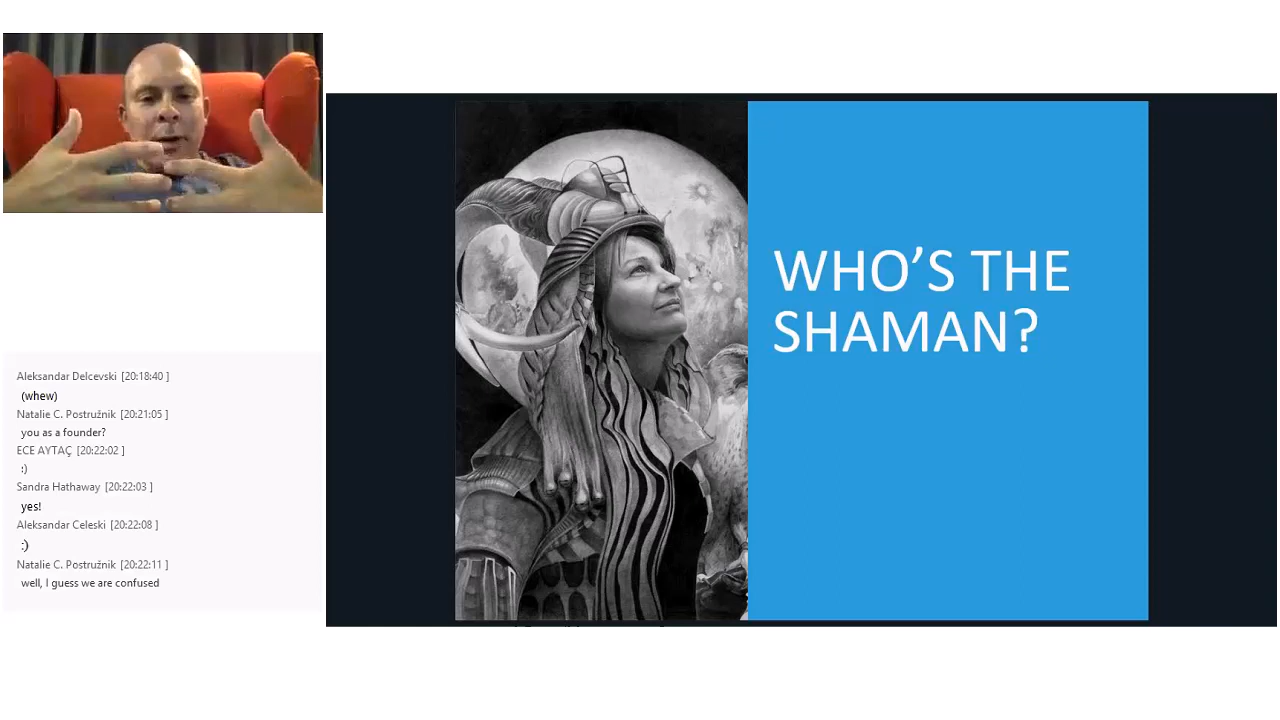 WHO’S THE
SHAMAN?
Aleksandar Delcevski [20:18:40 ]
(whew)
Natalie C. Postružnik [20:21:05 ]
you as a founder?
ECE AYTAÇ [20:22:02 ]
:)
Sandra Hathaway [20:22:03 ]
yes!
Aleksandar Celeski [20:22:08 ]
:)
Natalie C. Postružnik [20:22:11 ]
well, I guess we are confused